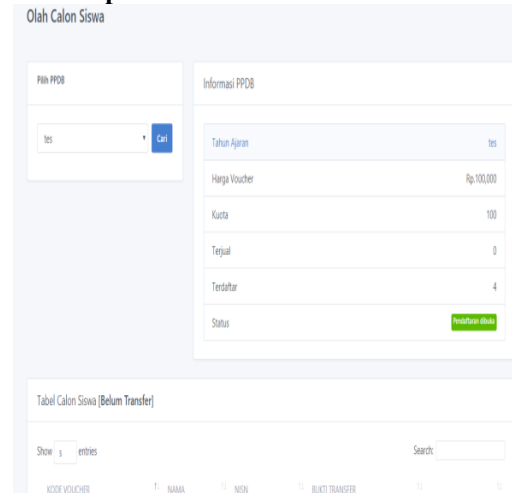 Olah Calon Siswa
Pilih PPDB
tes
Cari
Informasi PPDB
Tahun Ajaran tes
Harga Voucher Rp.100,000
Kuota 100
Terjual 0
Terdaftar 4
Status Pendaftaran dibuka
Tabel Calon Siswa [Belum Transfer]
Show 3 entries Search:
KODE VOUCHER NAMA NISN BUKTI TRANSFER